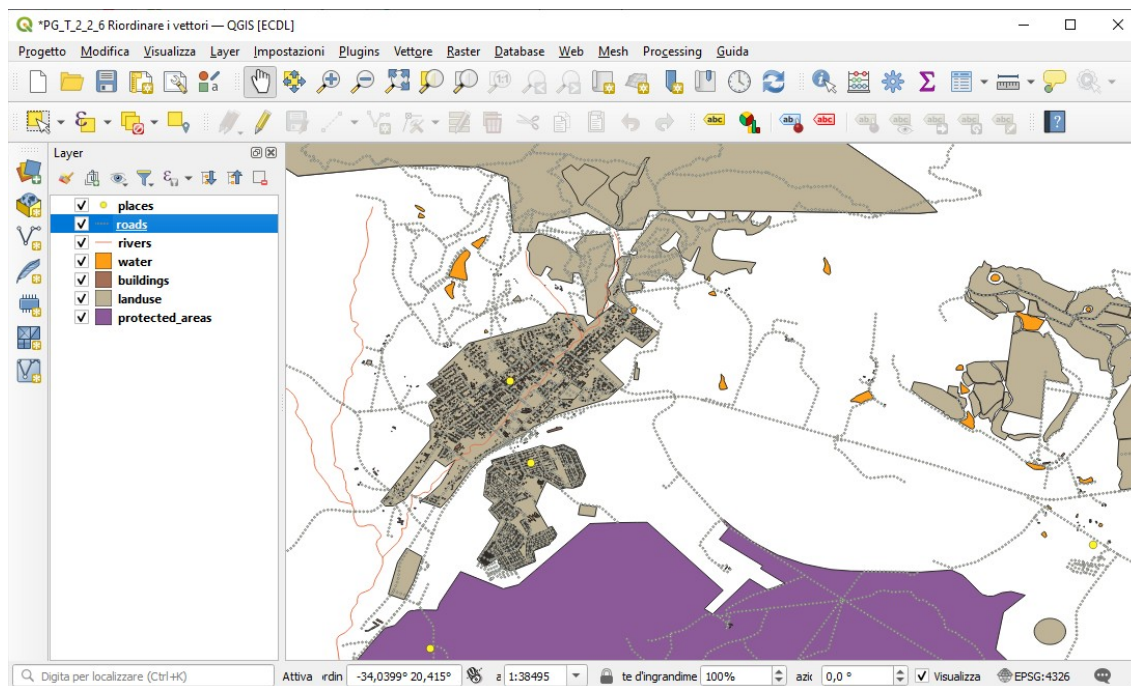 *PG_T_2_2_6 Riordinare i vettori — QGIS [ECDL]
Progetto Modifica Visualizza Layer Impostazioni Plugins Vettore Raster Database Web Mesh Processing Guida
Layer
places
roads
rivers
water
buildings
landuse
protected_areas
Digita per localizzare (Ctrl+K) Attiva rdin -34,0399° 20,415° a 1:38495 te d'ingrandime 100% azic 0,0 ° Visualizza EPSG:4326